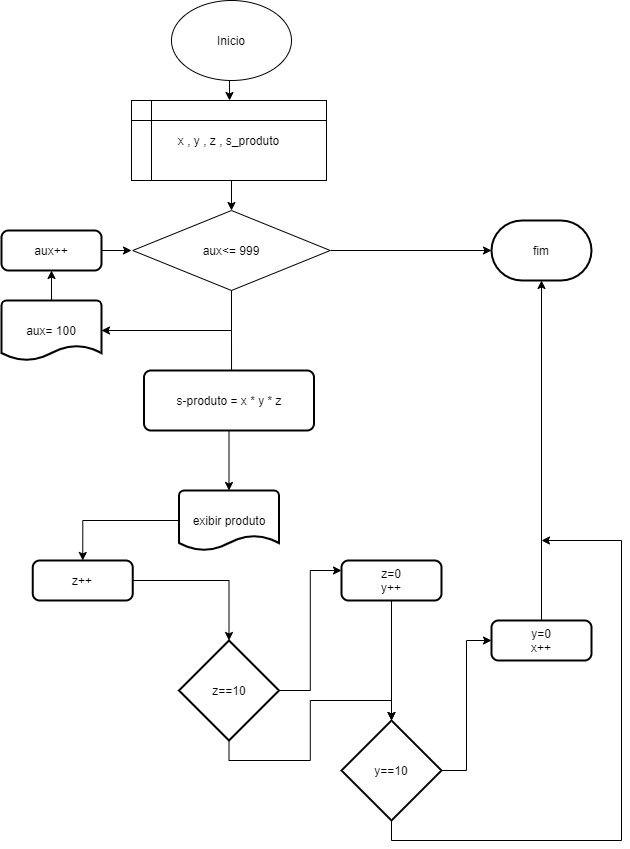 Inicio
x , y , z , s_produto
aux++
aux<= 999
fim
aux= 100
s-produto = x * y * z
exibir produto
z++
z=0
y++
y=0
x++
z==10
y==10